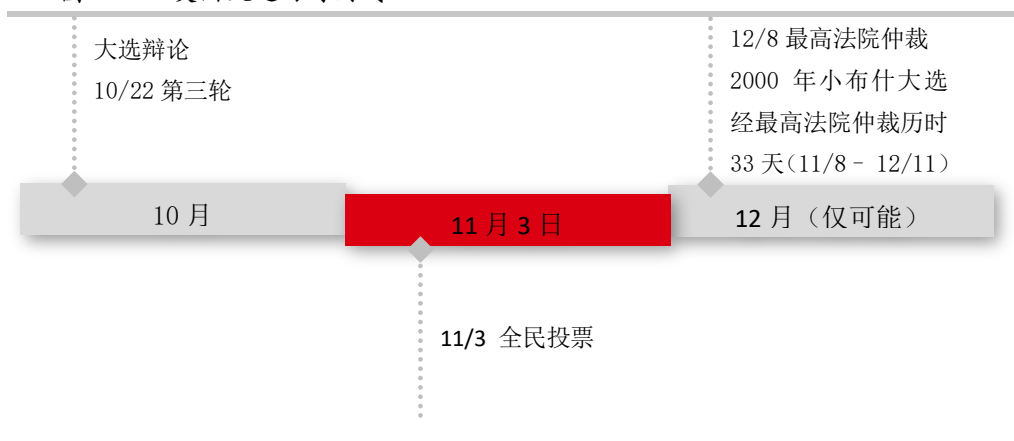 大选辩论
10/22 第三轮
12/8 最高法院仲裁
2000 年小布什大选
经最高法院仲裁历时
33 天(11/8– 12/11)
10 月
11 月 3 日
12 月（仅可能）
11/3 全民投票